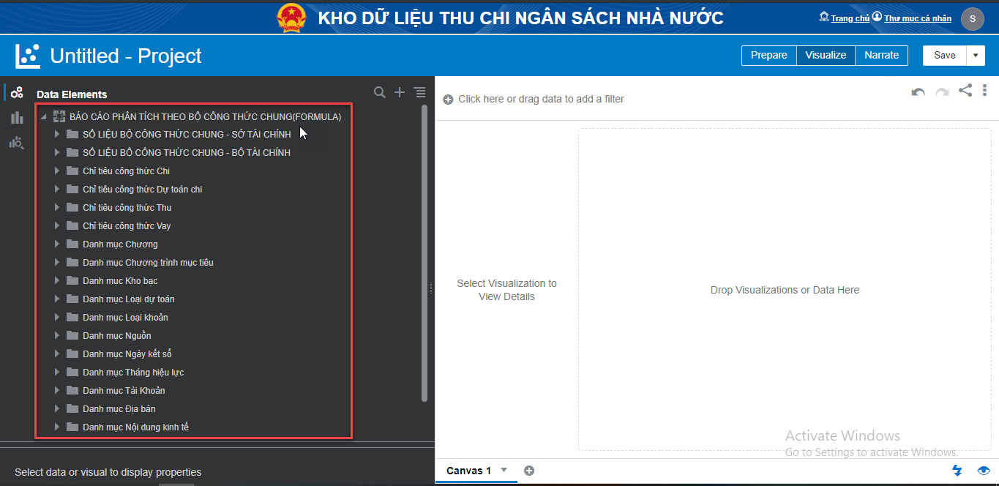 KHO DỮ LIỆU THU CHI NGÂN SÁCH NHÀ NƯỚC
Trang chủ Thư mục cá nhân S
Untitled - Project
Prepare Visualize Narrate Save
Data Elements
BÁO CÁO PHÂN TÍCH THEO BỘ CÔNG THỨC CHUNG(FORMULA)
SỐ LIỆU BỘ CÔNG THỨC CHUNG - SỞ TÀI CHÍNH
SỐ LIỆU BỘ CÔNG THỨC CHUNG - BỘ TÀI CHÍNH
Chỉ tiêu công thức Chi
Chỉ tiêu công thức Dự toán chi
Chỉ tiêu công thức Thu
Chỉ tiêu công thức Vay
Danh mục Chương
Danh mục Chương trình mục tiêu
Danh mục Kho bạc
Danh mục Loại dự toán
Danh mục Loại khoản
Danh mục Nguồn
Danh mục Ngày kết sổ
Danh mục Tháng hiệu lực
Danh mục Tài Khoản
Danh mục Địa bàn
Danh mục Nội dung kinh tế
Select data or visual to display properties
Click here or drag data to add a filter
Select Visualization to
View Details
Drop Visualizations or Data Here
Activate Windows
Go to Settings to activate Windows.
Canvas 1